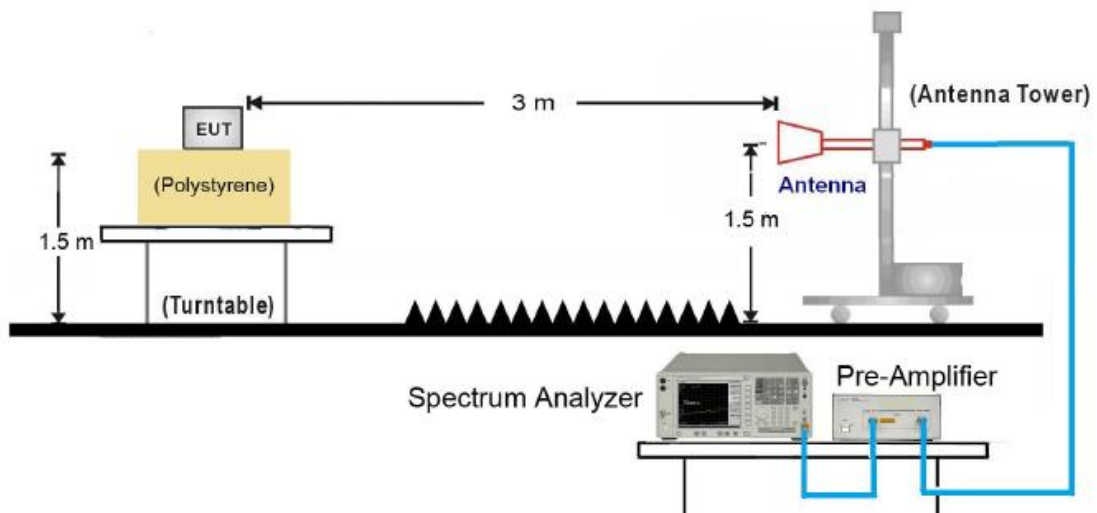 3 m
(Antenna Tower)
EUT
(Polystyrene)
Antenna
1.5 m
1.5 m
(Turntable)
Spectrum Analyzer
Pre-Amplifier